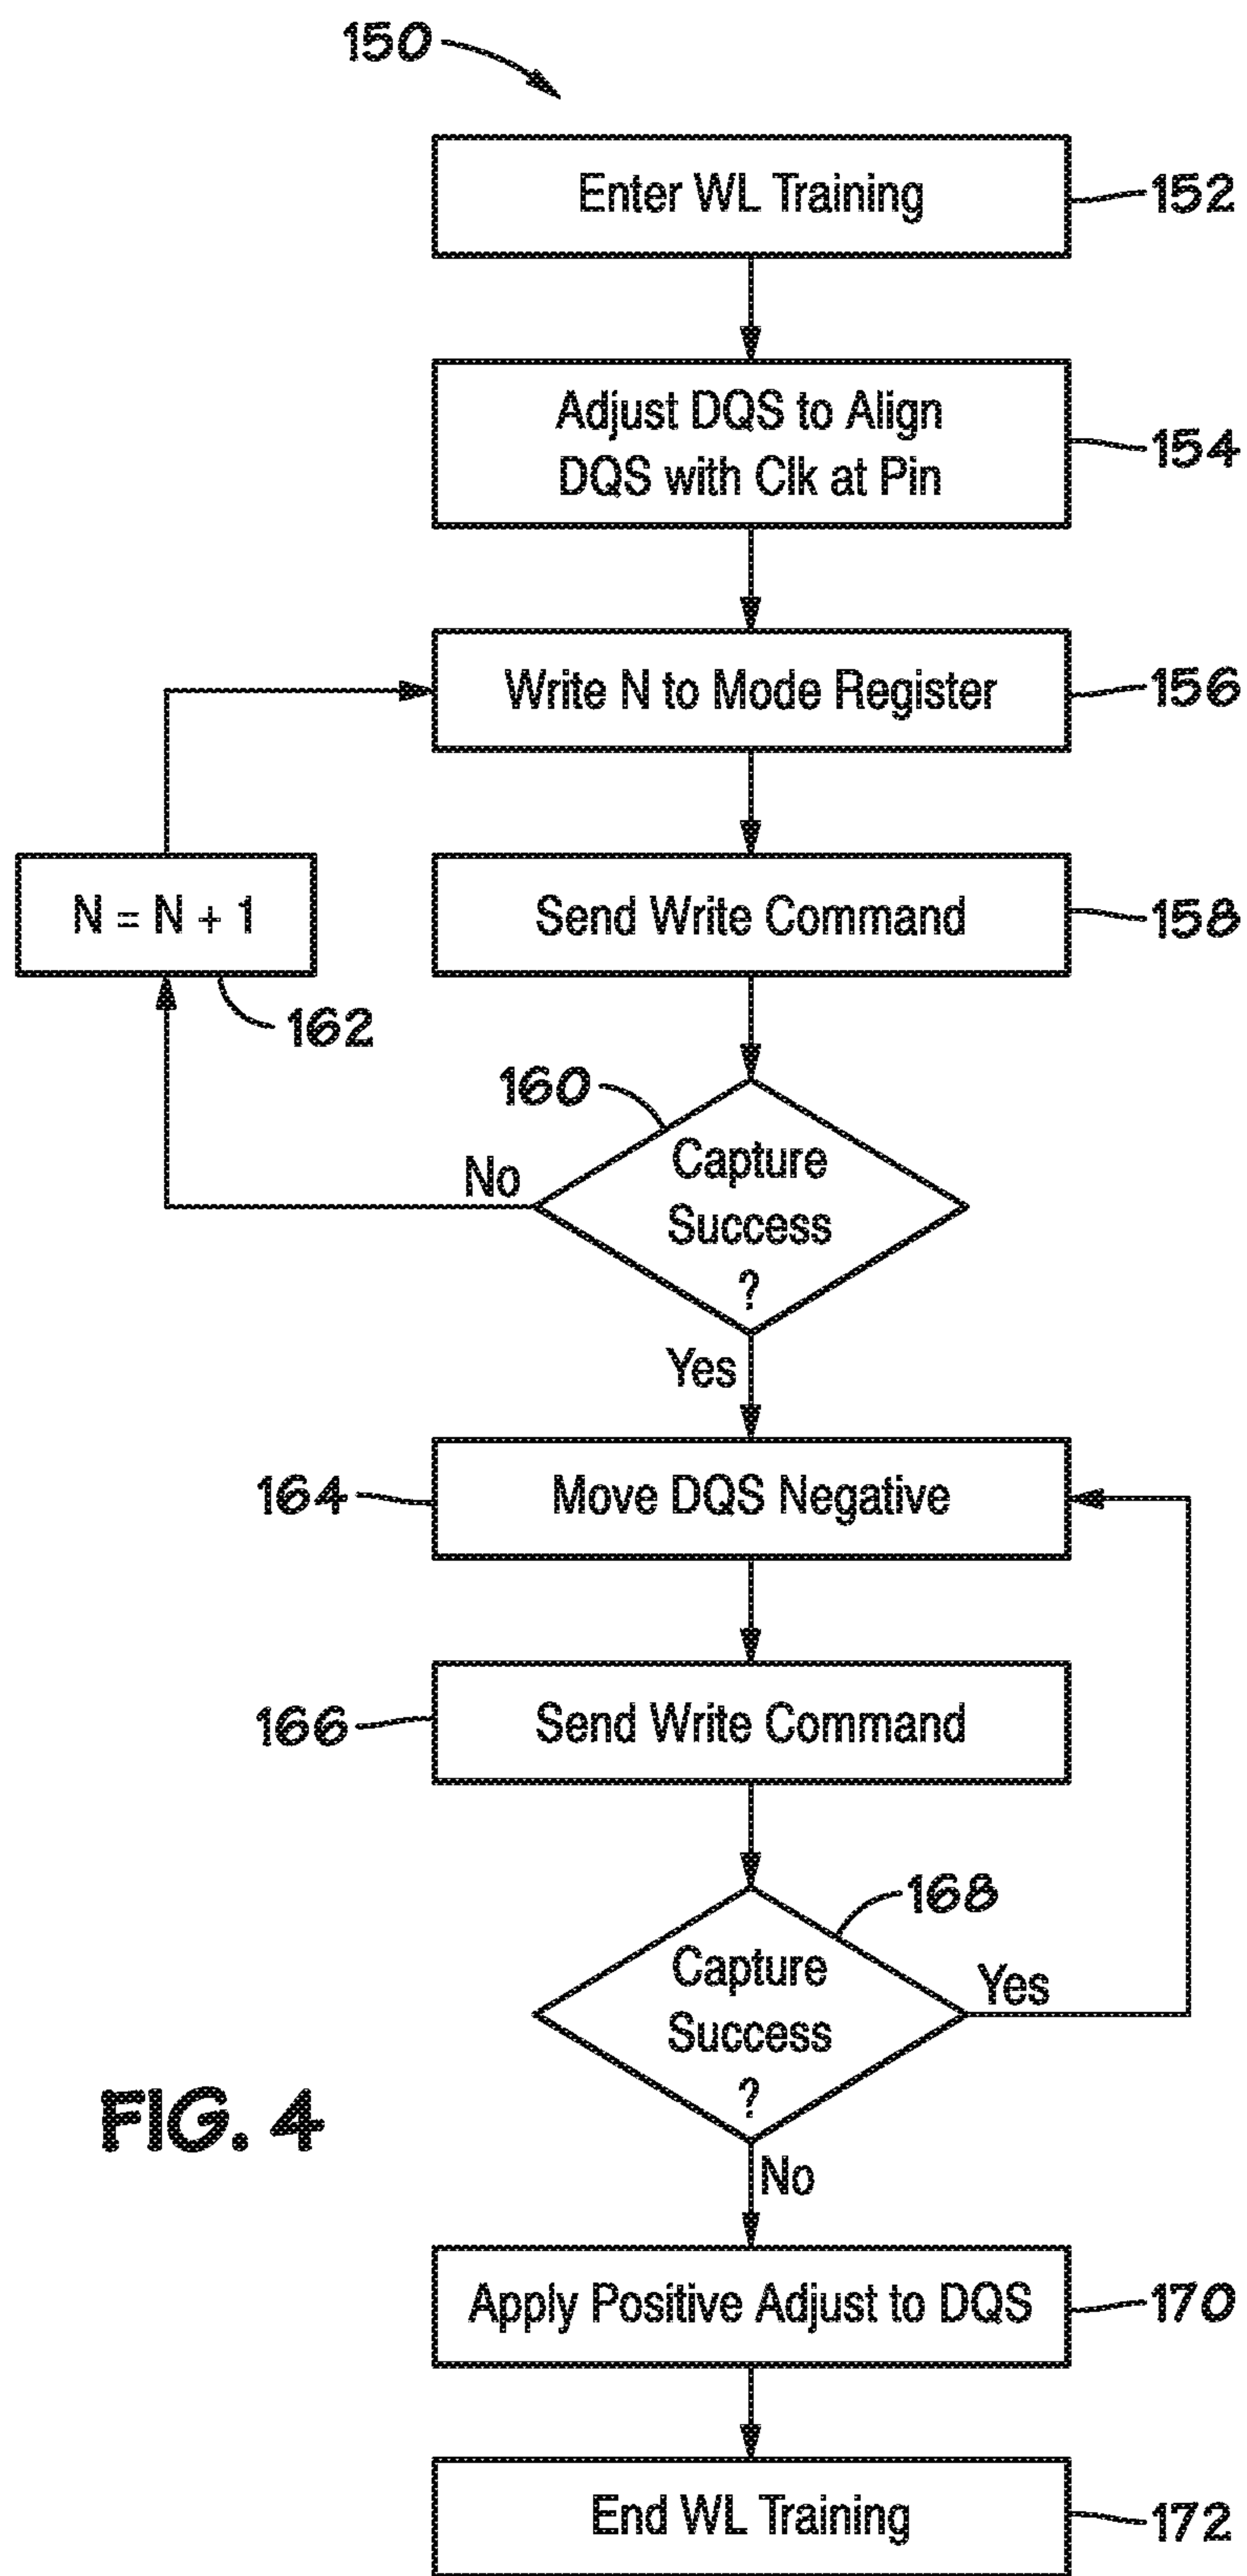 150
Enter WL Training
152
Adjust DQS to Align
DQS with Clk at Pin
154
Write N to Mode Register
156
N = N + 1
162
Send Write Command
158
160
Capture
Success
?
No
Yes
164
Move DQS Negative
166
Send Write Command
168
Capture
Success
?
Yes
No
FIG. 4
Apply Positive Adjust to DQS
170
End WL Training
172